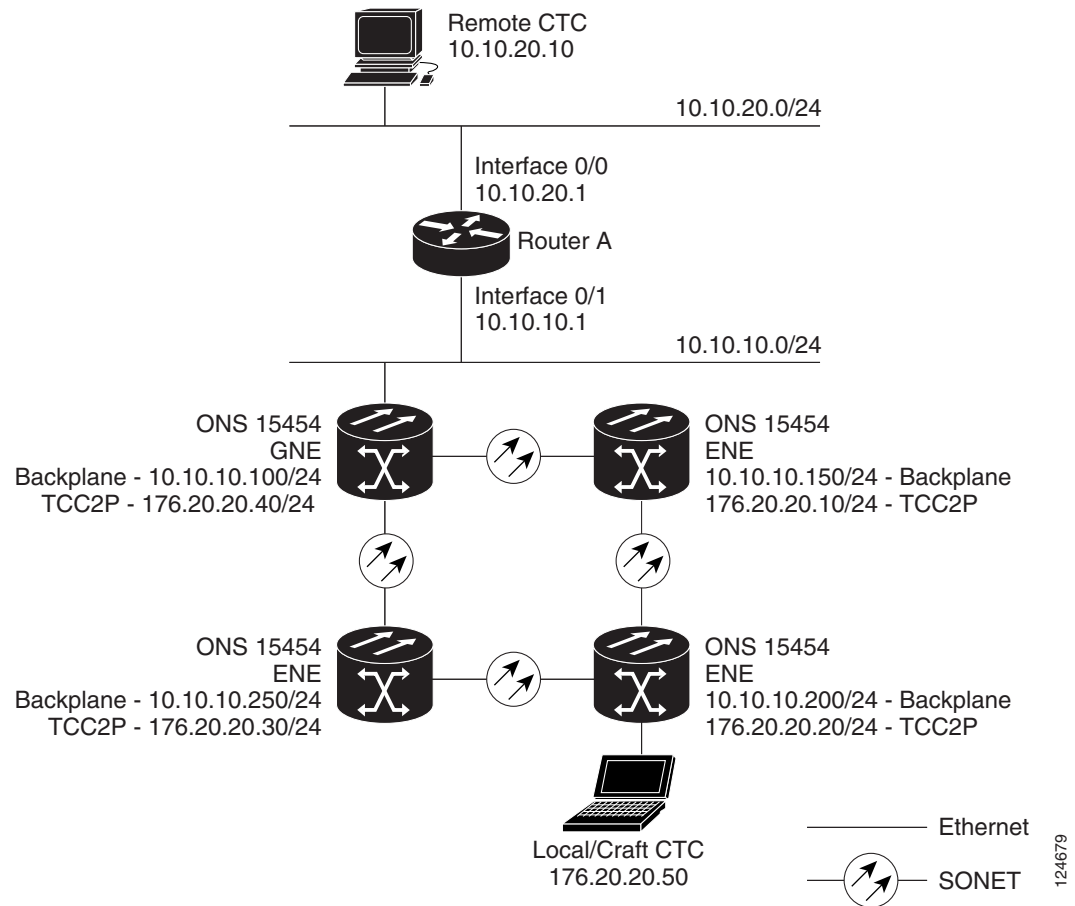 Remote CTC
10.10.20.10
10.10.20.0/24
Interface 0/0
10.10.20.1
Router A
Interface 0/1
10.10.10.1
10.10.10.0/24
ONS 15454
GNE
Backplane - 10.10.10.100/24
TCC2P - 176.20.20.40/24
ONS 15454
ENE
10.10.10.150/24 - Backplane
176.20.20.10/24 - TCC2P
ONS 15454
ENE
Backplane - 10.10.10.250/24
TCC2P - 176.20.20.30/24
ONS 15454
ENE
10.10.10.200/24 - Backplane
176.20.20.20/24 - TCC2P
Local/Craft CTC
176.20.20.50
Ethernet
SONET
124679